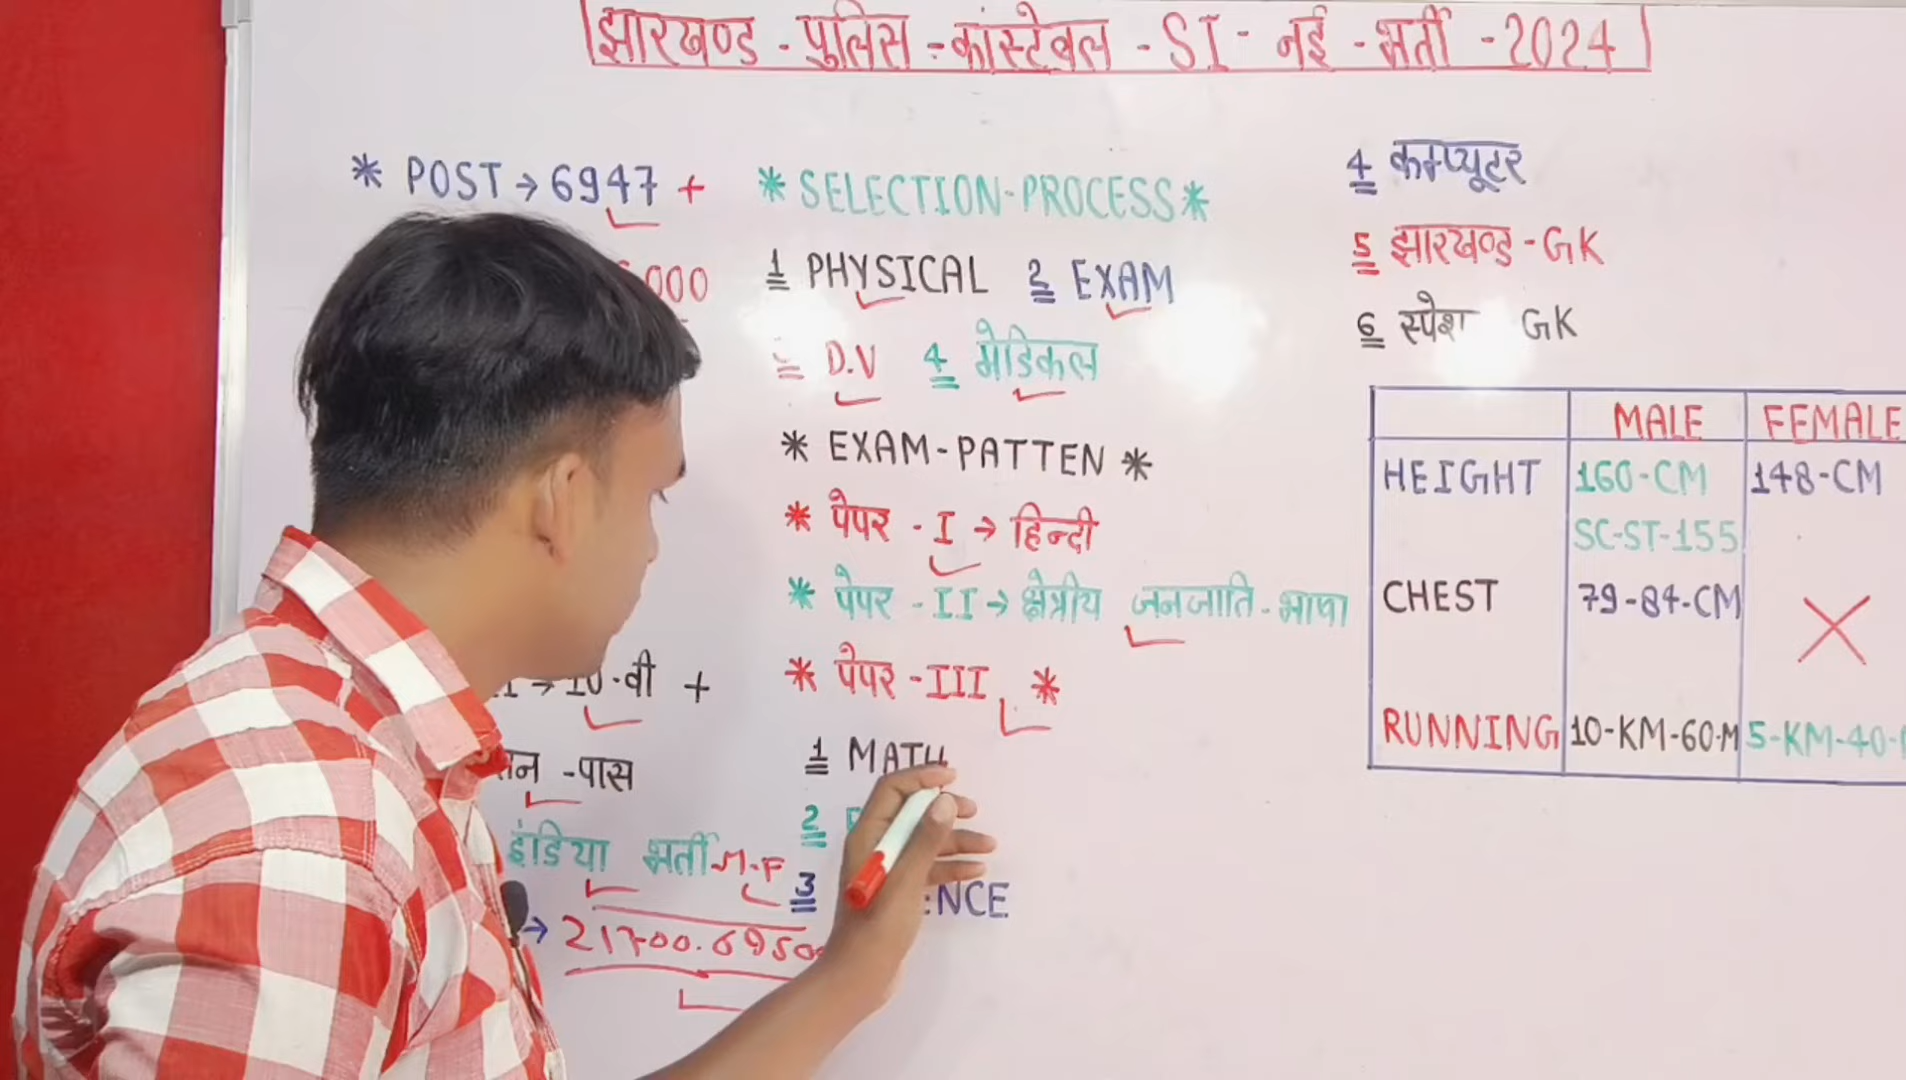 झारखण्ड - पुलिस - कांस्टेबल - SI - नई - भर्ती - 2024
* POST → 6947 +
000
10-वी +
-पास
इंडिया भर्ती M.F
→ 21700.6950
* SELECTION-PROCESS *
1 PHYSICAL 2 EXAM
D.V 4 मेडिकल
* EXAM-PATTEN *
* पेपर - I → हिन्दी
* पेपर - II → क्षेत्रीय जनजाति - भाषा
* पेपर - III *
1 MATH
2
3 NCE
4 कम्प्यूटर
5 झारखण्ड - GK
6 GK
MALE FEMALE
HEIGHT 160-CM 148-CM
SC-ST-155
CHEST 79-84-CM
RUNNING 10-KM-60-M 5-KM-40-